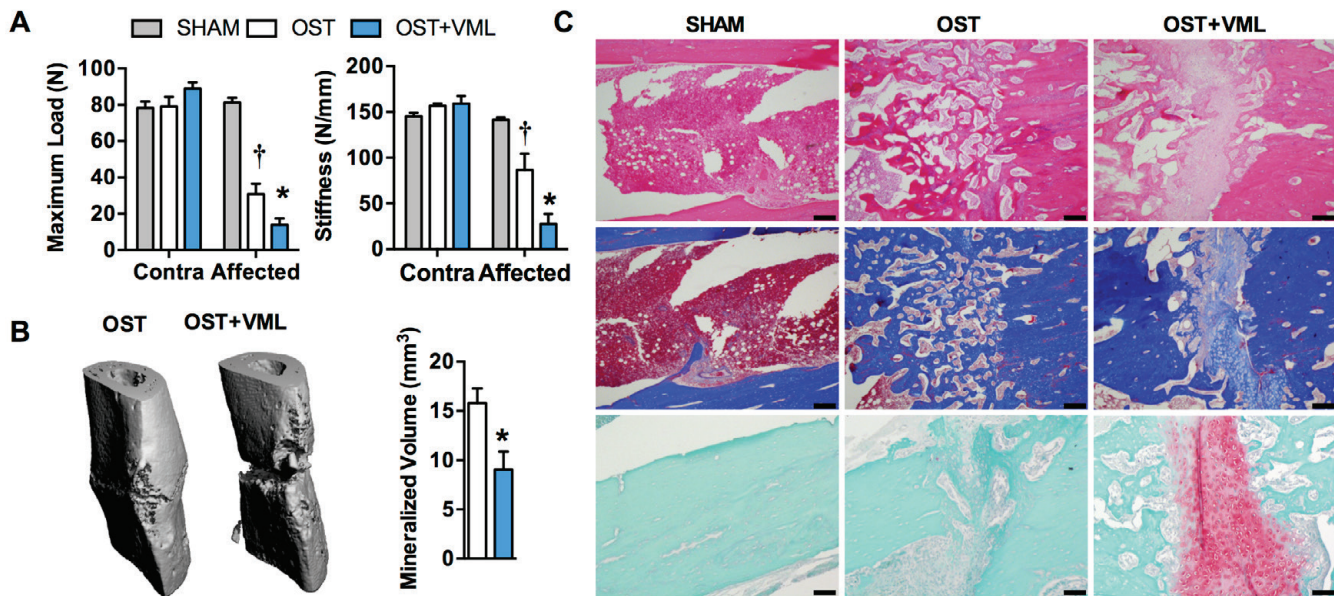 A
SHAM OST OST+VML
Maximum Load (N)
100
80
60
40
20
0
†
*
Contra Affected
Stiffness (N/mm)
200
150
100
50
0
†
*
Contra Affected
B
OST OST+VML
Mineralized Volume (mm³)
20
15
10
5
0
*
C
SHAM OST OST+VML